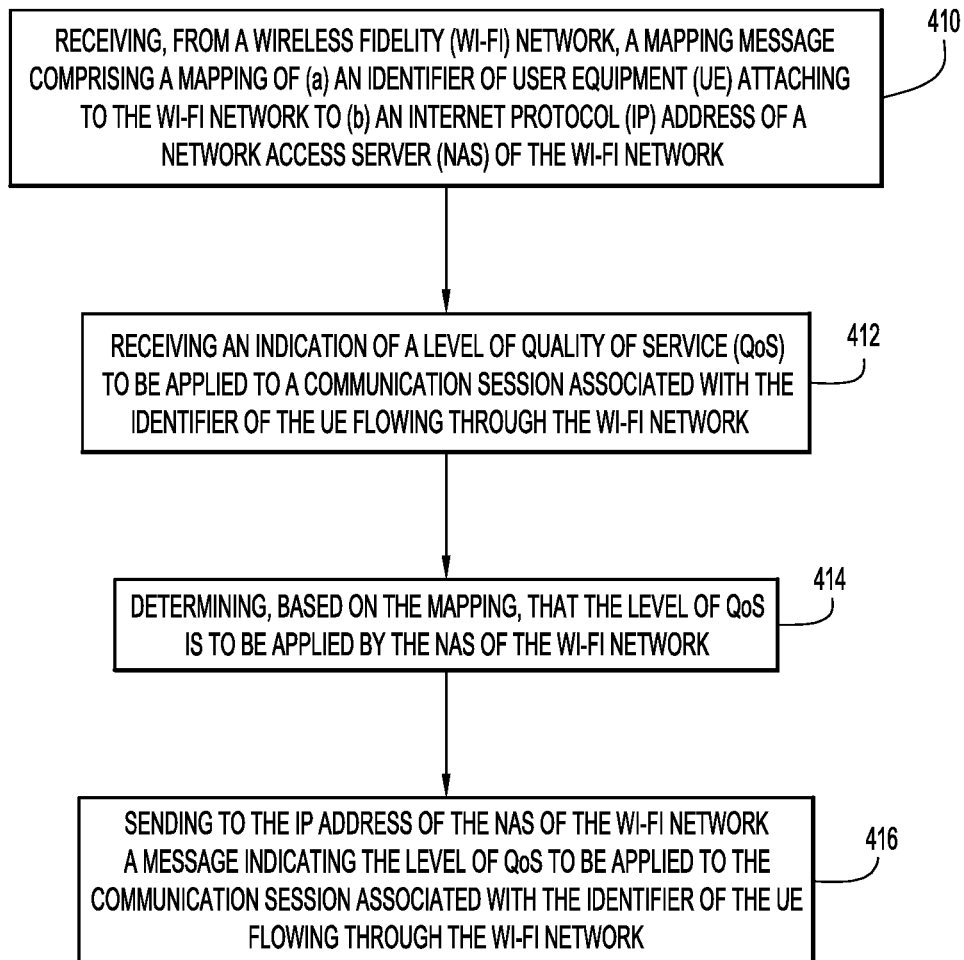 410
RECEIVING, FROM A WIRELESS FIDELITY (WI-FI) NETWORK, A MAPPING MESSAGE
COMPRISING A MAPPING OF (a) AN IDENTIFIER OF USER EQUIPMENT (UE) ATTACHING
TO THE WI-FI NETWORK TO (b) AN INTERNET PROTOCOL (IP) ADDRESS OF A
NETWORK ACCESS SERVER (NAS) OF THE WI-FI NETWORK
412
RECEIVING AN INDICATION OF A LEVEL OF QUALITY OF SERVICE (QoS)
TO BE APPLIED TO A COMMUNICATION SESSION ASSOCIATED WITH THE
IDENTIFIER OF THE UE FLOWING THROUGH THE WI-FI NETWORK
414
DETERMINING, BASED ON THE MAPPING, THAT THE LEVEL OF QoS
IS TO BE APPLIED BY THE NAS OF THE WI-FI NETWORK
416
SENDING TO THE IP ADDRESS OF THE NAS OF THE WI-FI NETWORK
A MESSAGE INDICATING THE LEVEL OF QoS TO BE APPLIED TO THE
COMMUNICATION SESSION ASSOCIATED WITH THE IDENTIFIER OF THE UE
FLOWING THROUGH THE WI-FI NETWORK